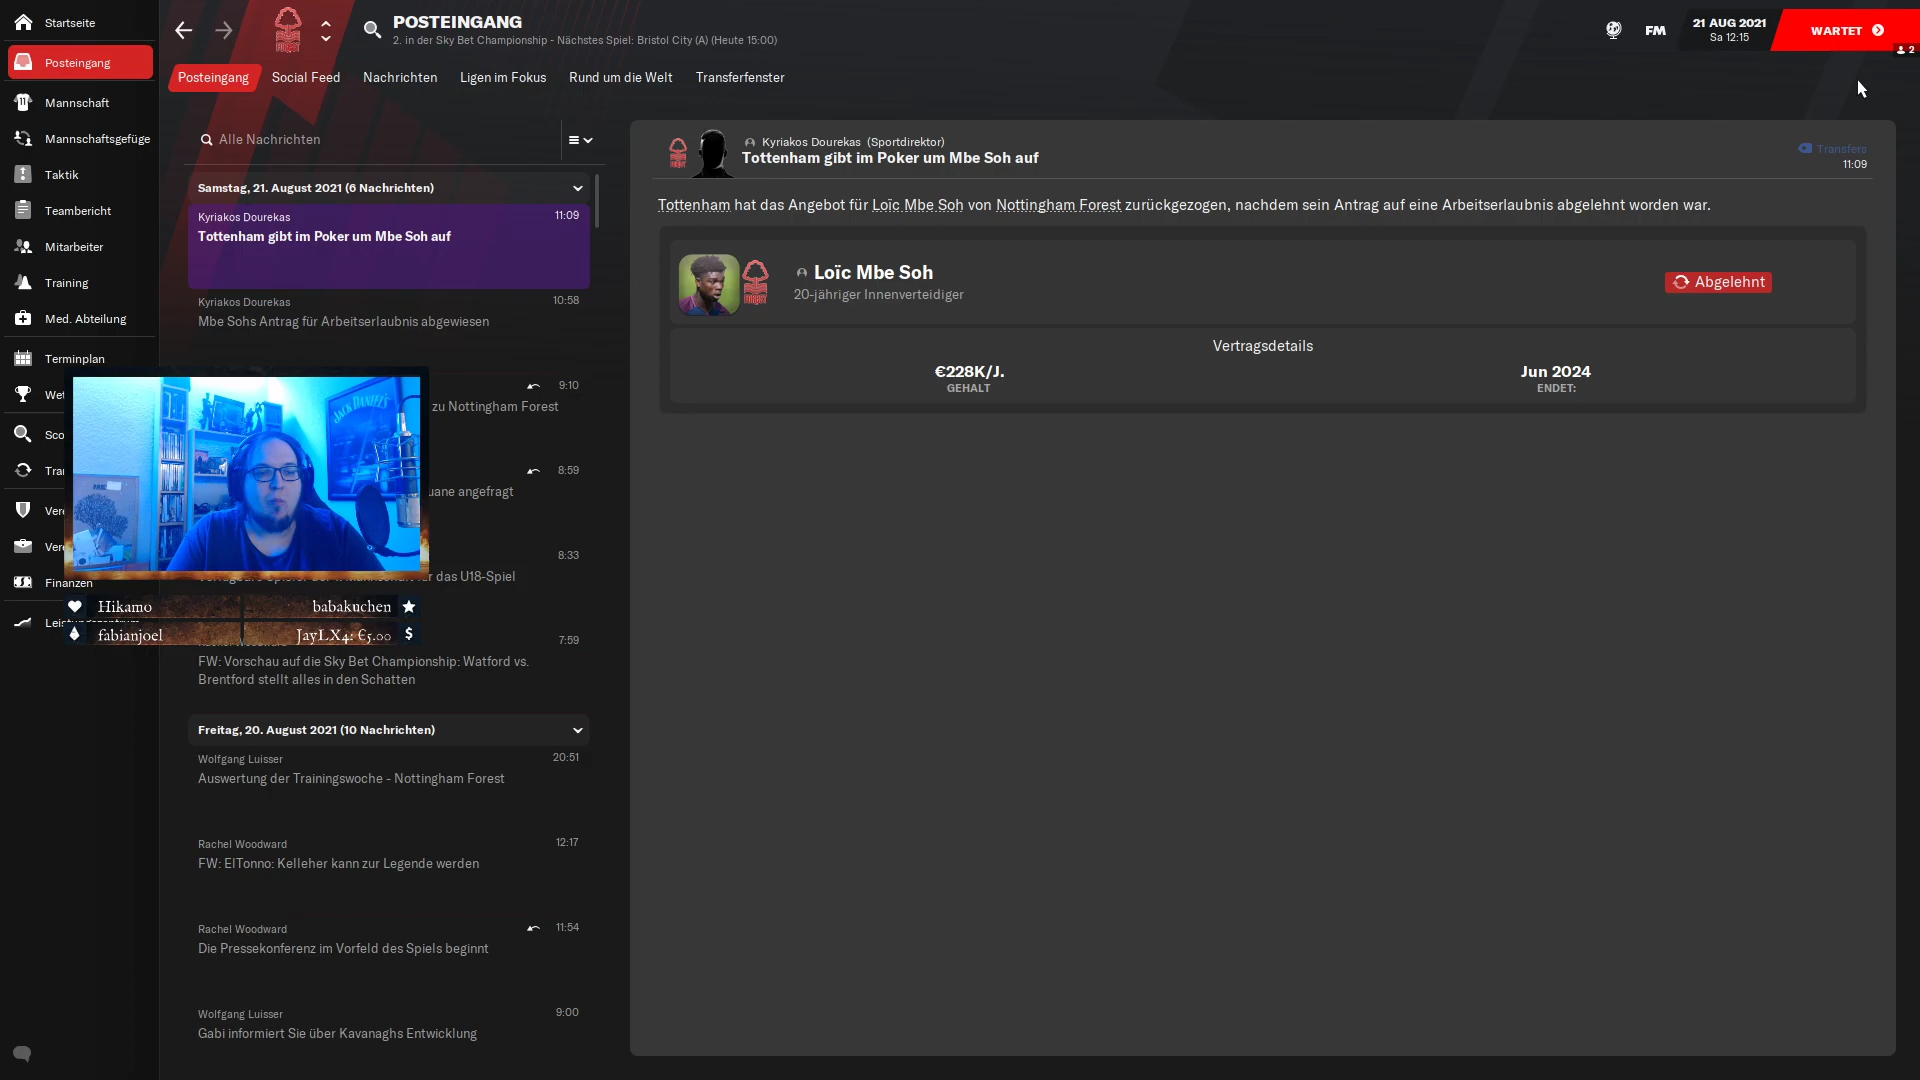 Startseite
Posteingang
Mannschaft
Mannschaftsgefüge
Taktik
Teambericht
Mitarbeiter
Training
Med. Abteilung
Terminplan
Finanzen
POSTEINGANG
2. in der Sky Bet Championship - Nächstes Spiel: Bristol City (A) (Heute 15:00)
FM
21 AUG 2021
Sa 12:15
WARTET
2
Posteingang
Social Feed
Nachrichten
Ligen im Fokus
Rund um die Welt
Transferfenster
Alle Nachrichten
Samstag, 21. August 2021 (6 Nachrichten)
Kyriakos Dourekas 11:09
Tottenham gibt im Poker um Mbe Soh auf
Kyriakos Dourekas 10:58
Mbe Sohs Antrag für Arbeitserlaubnis abgewiesen
9:10
zu Nottingham Forest
8:59
angefragt
8:33
für das U18-Spiel
7:59
FW: Vorschau auf die Sky Bet Championship: Watford vs.
Brentford stellt alles in den Schatten
Freitag, 20. August 2021 (10 Nachrichten)
Wolfgang Luisser 20:51
Auswertung der Trainingswoche - Nottingham Forest
Rachel Woodward 12:17
FW: ElTonno: Kelleher kann zur Legende werden
Rachel Woodward 11:54
Die Pressekonferenz im Vorfeld des Spiels beginnt
Wolfgang Luisser 9:00
Gabi informiert Sie über Kavanaghs Entwicklung
JACK DANIEL'S
Hikamo babakuchen
fabianjoel JayLX4: €5.00 $
Kyriakos Dourekas (Sportdirektor)
Tottenham gibt im Poker um Mbe Soh auf
Transfers
11:09
Tottenham hat das Angebot für Loïc Mbe Soh von Nottingham Forest zurückgezogen, nachdem sein Antrag auf eine Arbeitserlaubnis abgelehnt worden war.
Loïc Mbe Soh
20-jähriger Innenverteidiger
Abgelehnt
Vertragsdetails
€228K/J.
GEHALT
Jun 2024
ENDET: